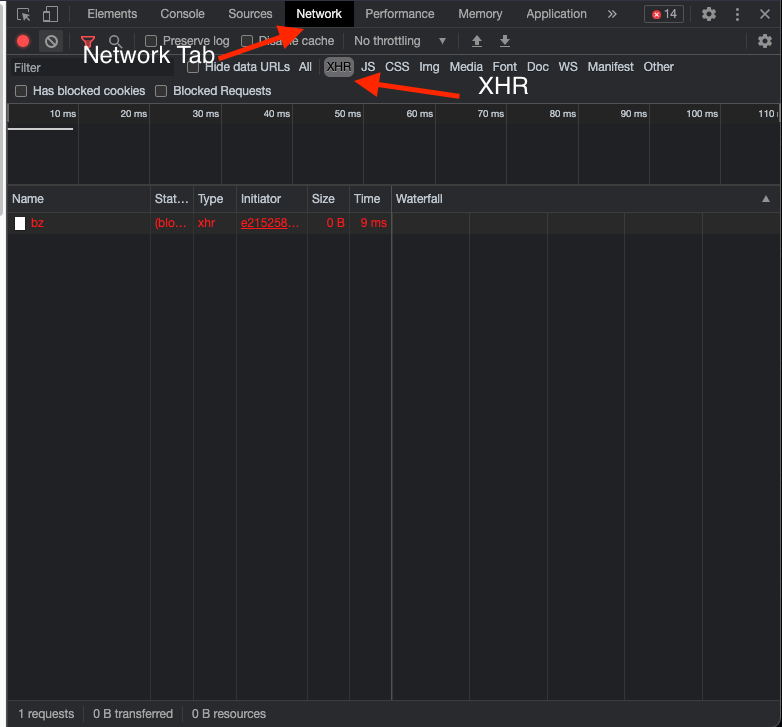 Elements Console Sources Network Performance Memory Application » 14
Preserve log Disable cache No throttling
Network Tab
Filter Hide data URLs All XHR JS CSS Img Media Font Doc WS Manifest Other
XHR
Has blocked cookies Blocked Requests
10 ms 20 ms 30 ms 40 ms 50 ms 60 ms 70 ms 80 ms 90 ms 100 ms 110
Name Stat... Type Initiator Size Time Waterfall
bz (blo... xhr e215258... 0 B 9 ms
1 requests 0 B transferred 0 B resources